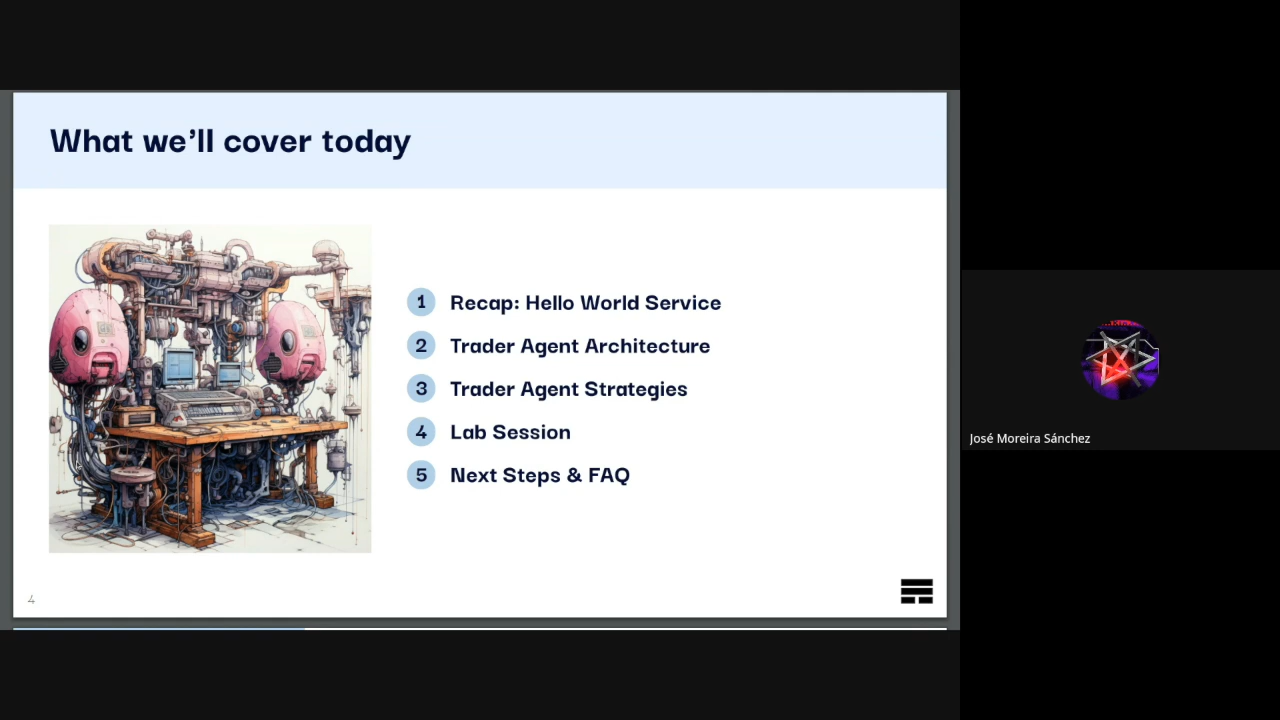 What we'll cover today
1 Recap: Hello World Service
2 Trader Agent Architecture
3 Trader Agent Strategies
4 Lab Session
5 Next Steps & FAQ
4
José Moreira Sánchez